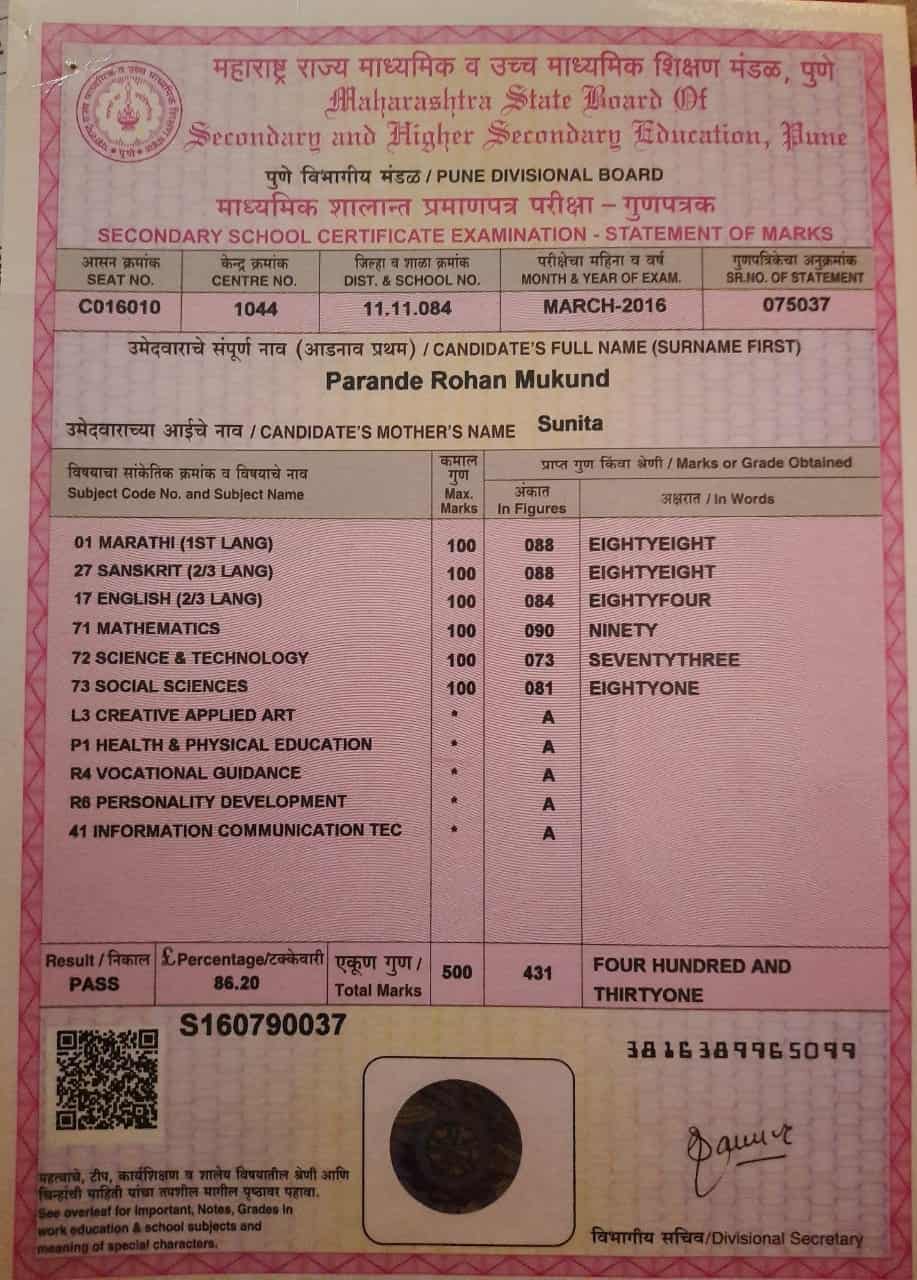 महाराष्ट्र राज्य माध्यमिक व उच्च माध्यमिक शिक्षण मंडळ, पुणे
Maharashtra State Board Of
Secondary and Higher Secondary Education, Pune
पुणे विभागीय मंडळ / PUNE DIVISIONAL BOARD
माध्यमिक शालान्त प्रमाणपत्र परीक्षा – गुणपत्रक
SECONDARY SCHOOL CERTIFICATE EXAMINATION - STATEMENT OF MARKS
आसन क्रमांक केन्द्र क्रमांक जिल्हा व शाळा क्रमांक परीक्षेचा महिना व वर्ष गुणपत्रिकेचा अनुक्रमांक
SEAT NO. CENTRE NO. DIST. & SCHOOL NO. MONTH & YEAR OF EXAM. SR.NO. OF STATEMENT
C016010 1044 11.11.084 MARCH-2016 075037
उमेदवाराचे संपूर्ण नाव (आडनाव प्रथम) / CANDIDATE'S FULL NAME (SURNAME FIRST)
Parande Rohan Mukund
उमेदवाराच्या आईचे नाव / CANDIDATE'S MOTHER'S NAME Sunita
विषयाचा सांकेतिक क्रमांक व विषयाचे नाव
Subject Code No. and Subject Name
कमाल
गुण
Max.
Marks
प्राप्त गुण किंवा श्रेणी / Marks or Grade Obtained
अंकात
In Figures
अक्षरात / In Words
01 MARATHI (1ST LANG) 100 088 EIGHTYEIGHT
27 SANSKRIT (2/3 LANG) 100 088 EIGHTYEIGHT
17 ENGLISH (2/3 LANG) 100 084 EIGHTYFOUR
71 MATHEMATICS 100 090 NINETY
72 SCIENCE & TECHNOLOGY 100 073 SEVENTYTHREE
73 SOCIAL SCIENCES 100 081 EIGHTYONE
L3 CREATIVE APPLIED ART * A
P1 HEALTH & PHYSICAL EDUCATION * A
R4 VOCATIONAL GUIDANCE * A
R6 PERSONALITY DEVELOPMENT * A
41 INFORMATION COMMUNICATION TEC * A
Result / निकाल
PASS
£Percentage/टक्केवारी
86.20
एकूण गुण /
Total Marks
500 431
FOUR HUNDRED AND
THIRTYONE
S160790037
3816389965099
महत्वाचे, टीप, कार्यशिक्षण व शालेय विषयातील श्रेणी आणि
चिन्हांची माहिती यांचा तपशील मागील पृष्ठावर पहावा.
See overleaf for Important, Notes, Grades in
work education & school subjects and
meaning of special characters.
विभागीय सचिव/Divisional Secretary